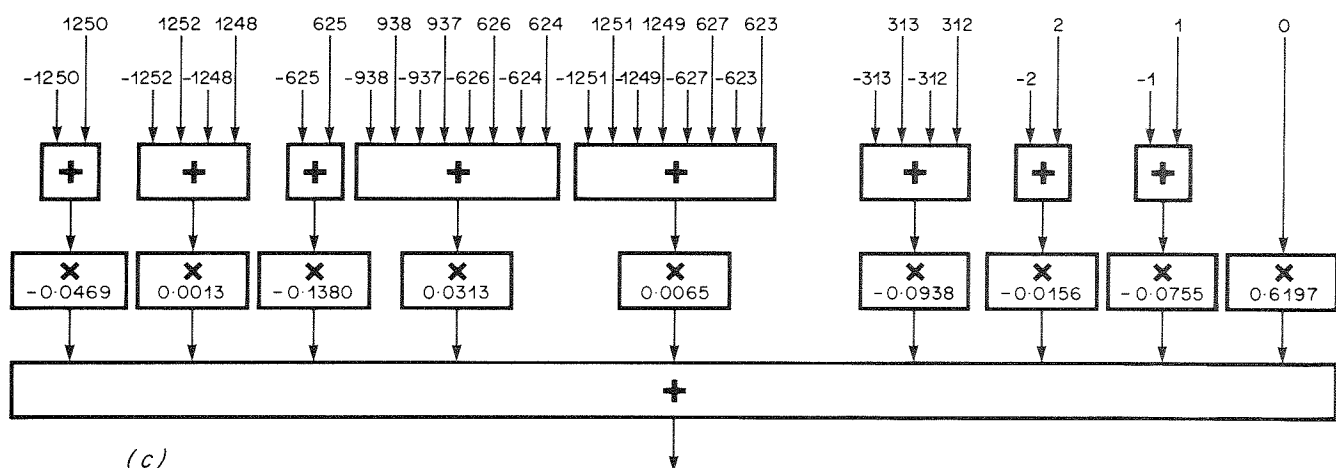 1250 1252 1248 625 938 937 626 624 1251 1249 627 623 313 312 2 1 0
-1250 -1252 -1248 -625 -938 -937 -626 -624 -1251 -1249 -627 -623 -313 -312 -2 -1
+ + + + + + + +
× × × × × × × × ×
-0·0469 0·0013 -0·1380 0·0313 0·0065 -0·0938 -0·0156 -0·0755 0·6197
+
(c)